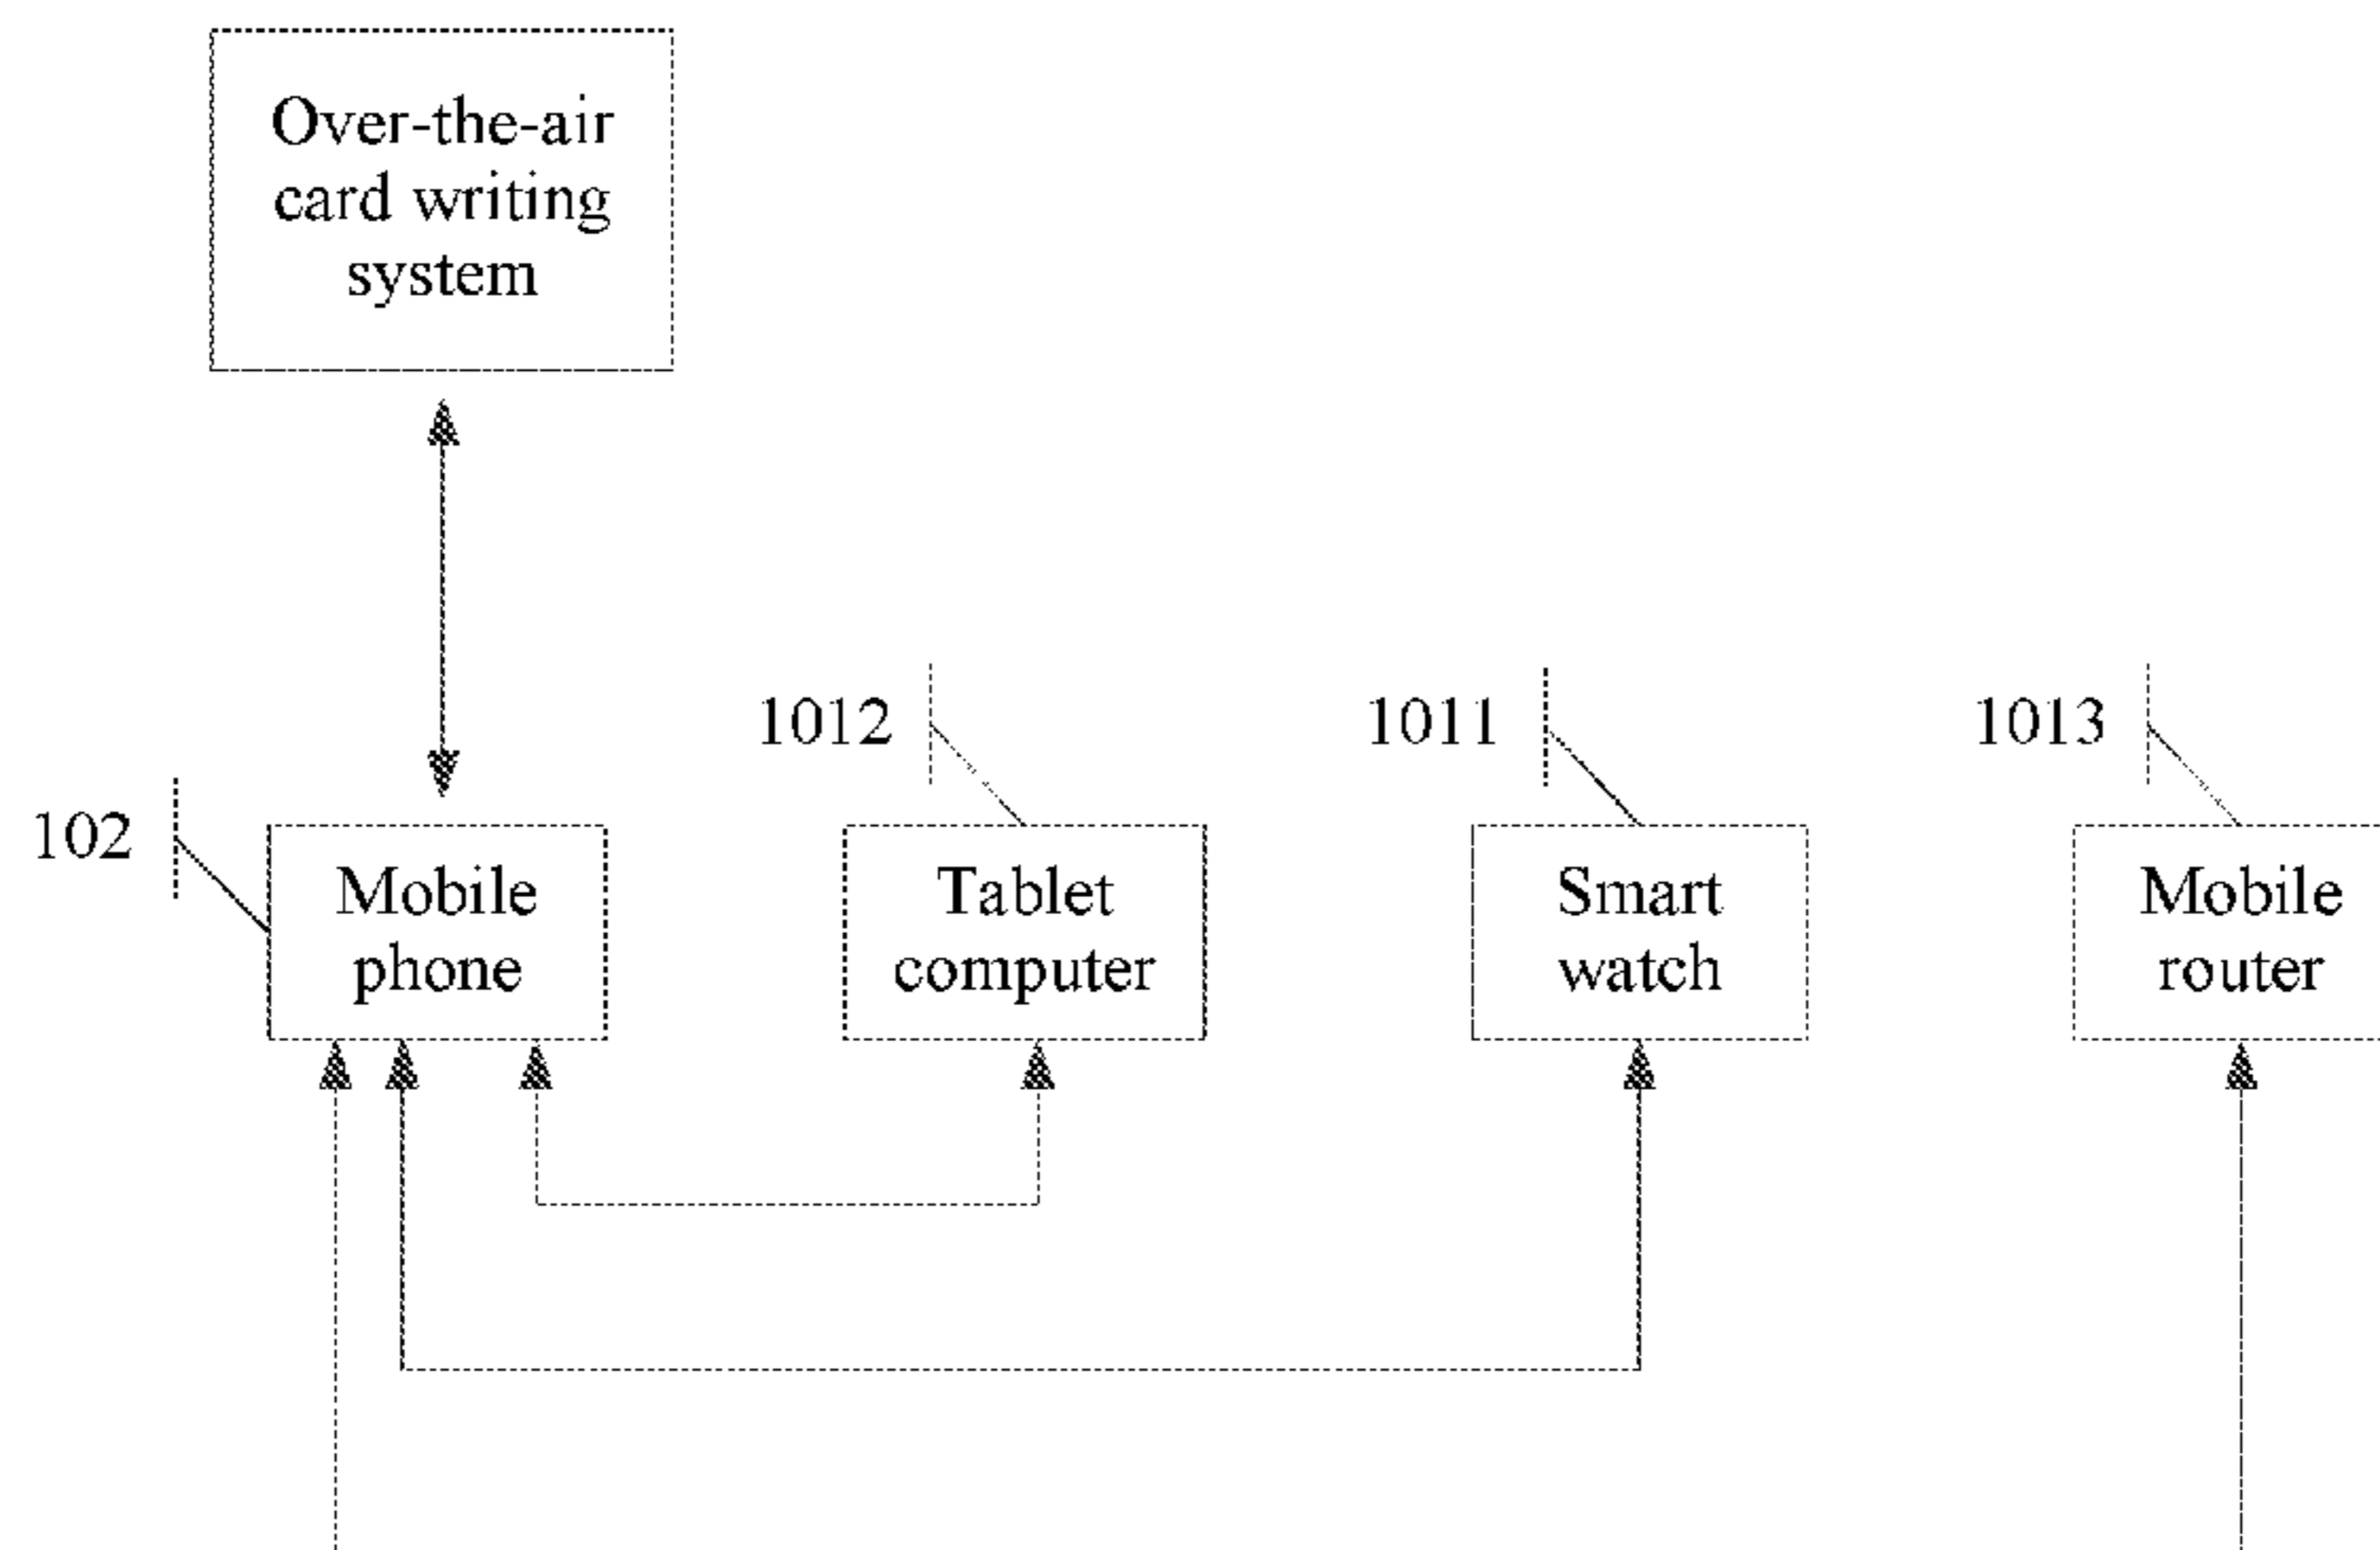 Over-the-air
card writing
system
1012
1011
1013
102
Mobile
phone
Tablet
computer
Smart
watch
Mobile
router